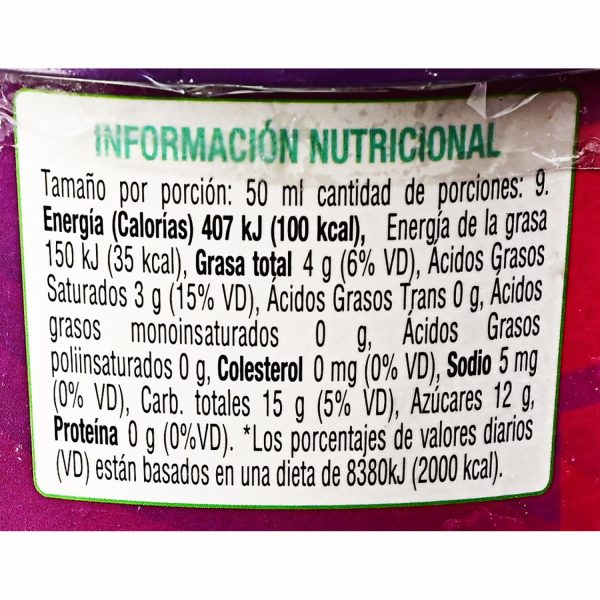 INFORMACIÓN NUTRICIONAL
Tamaño por porción: 50 ml cantidad de porciones: 9.
Energía (Calorías) 407 kJ (100 kcal), Energía de la grasa
150 kJ (35 kcal), Grasa total 4 g (6% VD), Ácidos Grasos
Saturados 3 g (15% VD), Ácidos Grasos Trans 0 g, Ácidos
grasos monoinsaturados 0 g, Ácidos Grasos
poliinsaturados 0 g, Colesterol 0 mg (0% VD), Sodio 5 mg
(0% VD), Carb. totales 15 g (5% VD), Azúcares 12 g,
Proteína 0 g (0%VD). *Los porcentajes de valores diarios
(VD) están basados en una dieta de 8380kJ (2000 kcal).